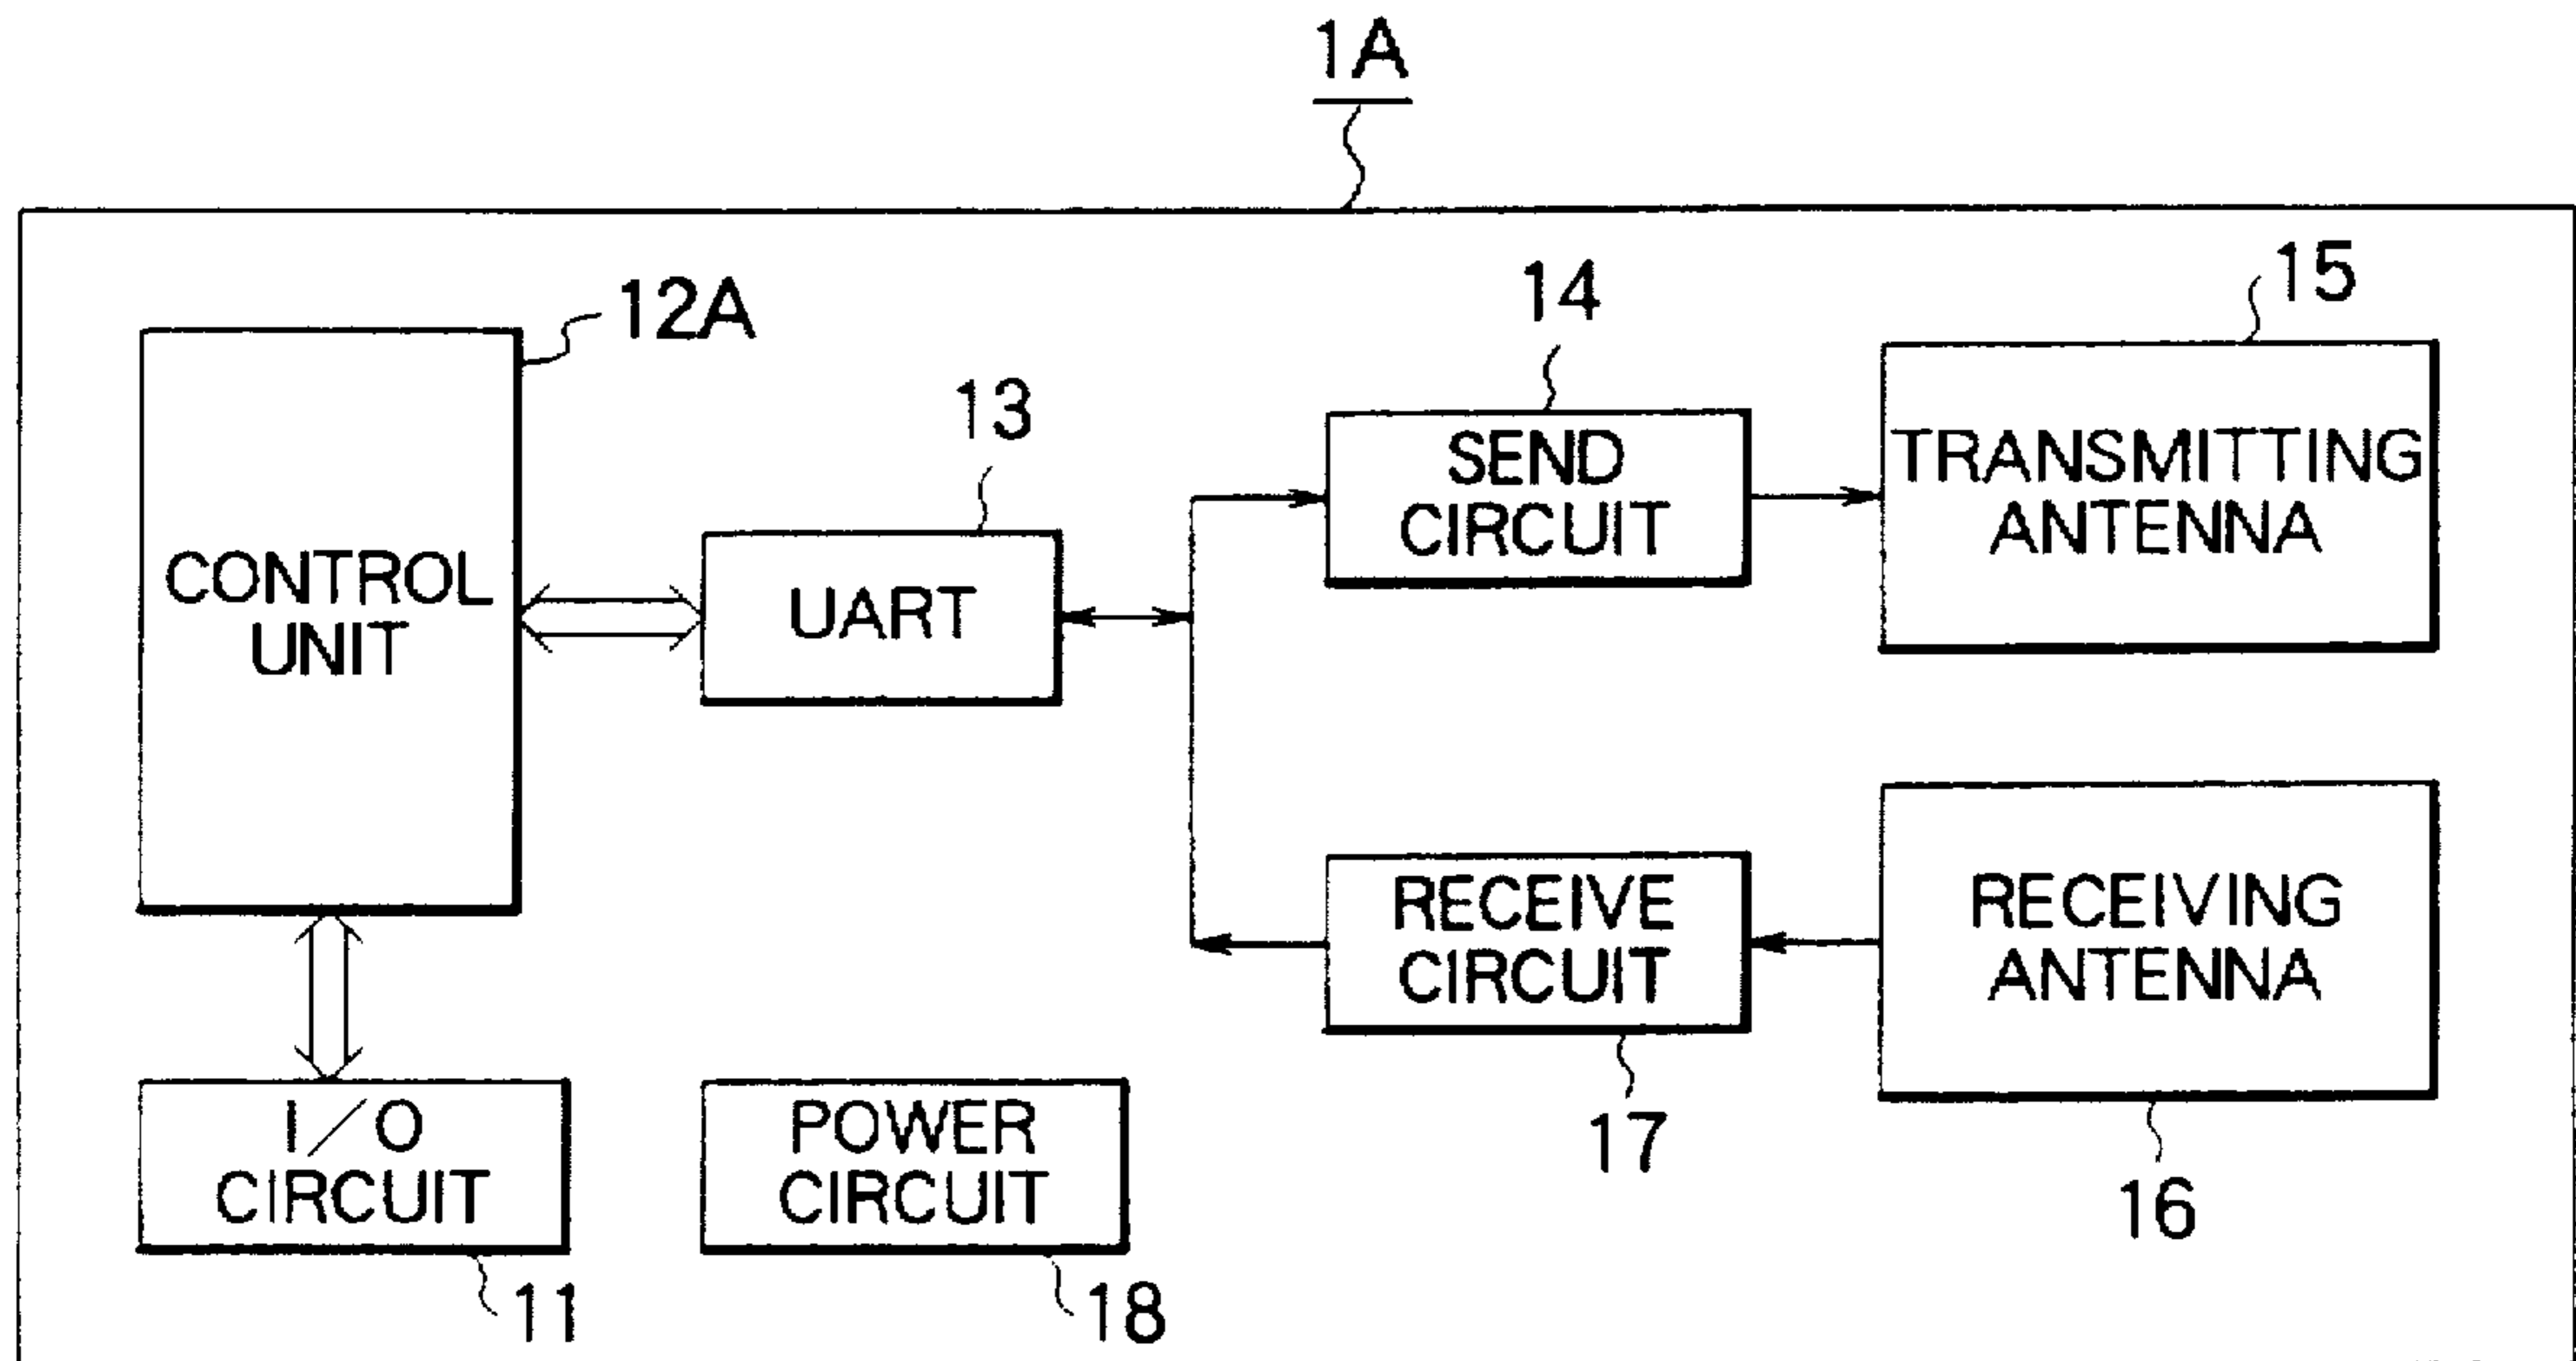 1A
12A
CONTROL
UNIT
13
UART
14
SEND
CIRCUIT
15
TRANSMITTING
ANTENNA
RECEIVE
CIRCUIT
17
RECEIVING
ANTENNA
16
I/O
CIRCUIT
11
POWER
CIRCUIT
18